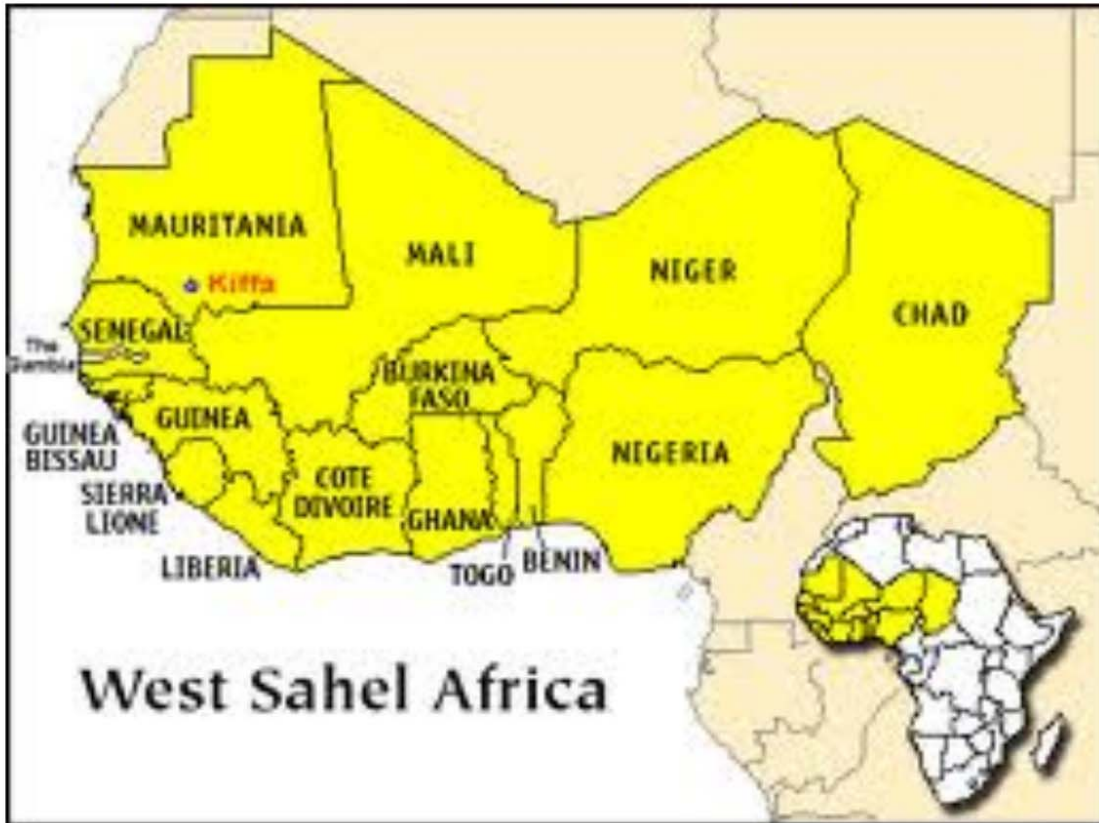 MAURITANIA
MALI
NIGER
Kiffa
CHAD
SENEGAL
The
Gambia
BURKINA
FASO
GUINEA
GUINEA
BISSAU
NIGERIA
COTE
DIVOIRE
SIERRA
LIONE
GHANA
LIBERIA
TOGO
BENIN
West Sahel Africa